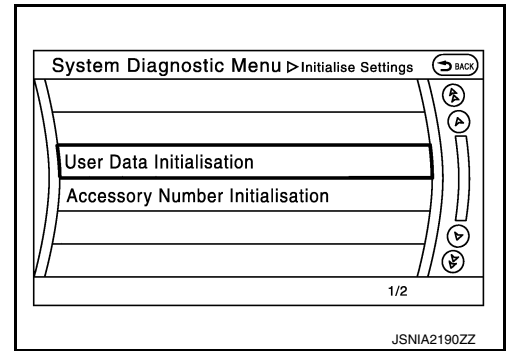 System Diagnostic Menu ▷ Initialise Settings BACK
User Data Initialisation
Accessory Number Initialisation
1/2
JSNIA2190ZZ